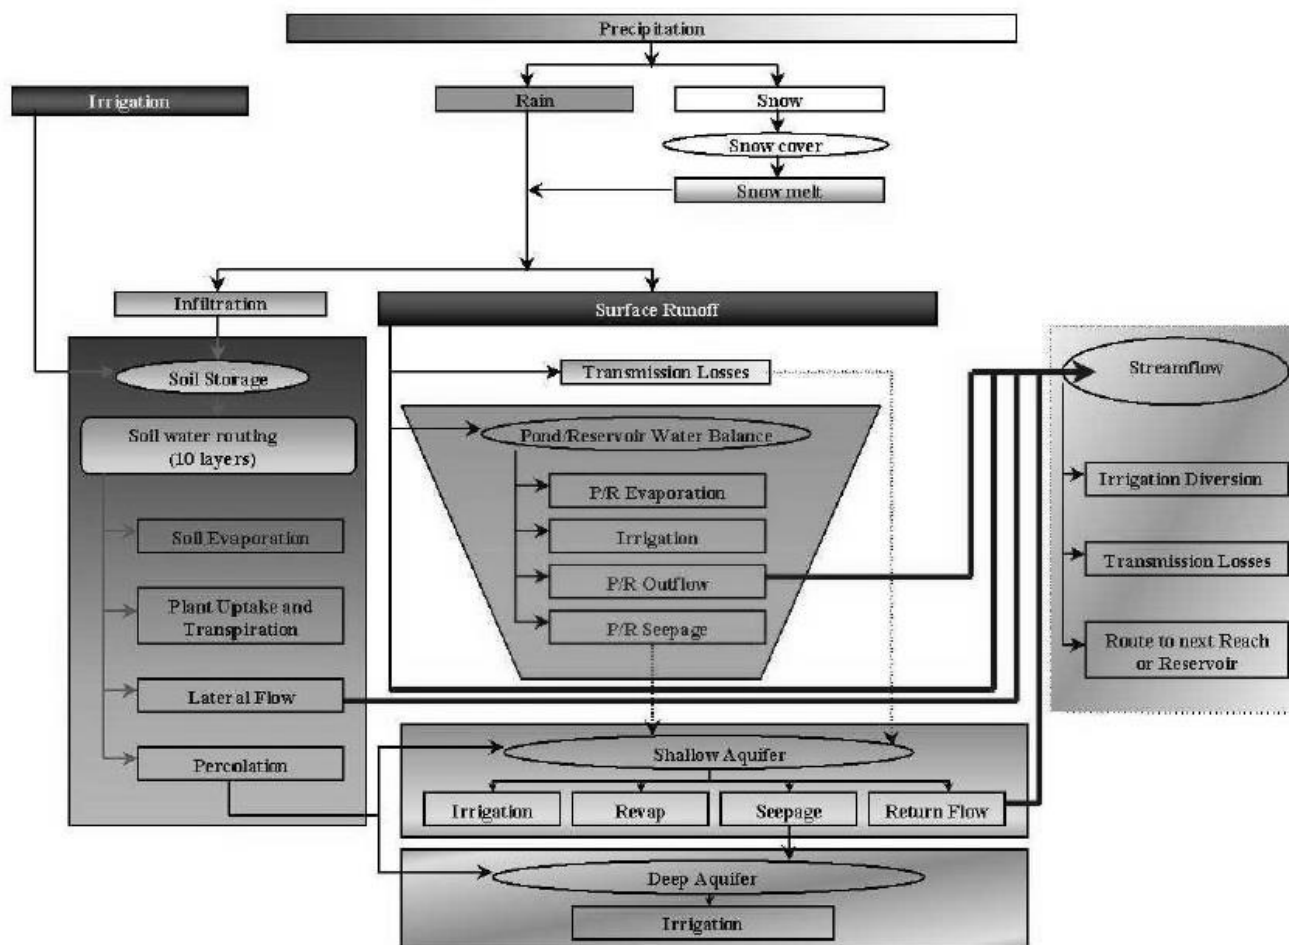 Precipitation
Irrigation
Rain
Snow
Snow cover
Snow melt
Infiltration
Surface Runoff
Soil Storage
Soil water routing
(10 layers)
Soil Evaporation
Plant Uptake and
Transpiration
Lateral Flow
Percolation
Transmission Losses
Pond/Reservoir Water Balance
P/R Evaporation
Irrigation
P/R Outflow
P/R Seepage
Shallow Aquifer
Irrigation
Revap
Seepage
Return Flow
Deep Aquifer
Irrigation
Streamflow
Irrigation Diversion
Transmission Losses
Route to next Reach
or Reservoir